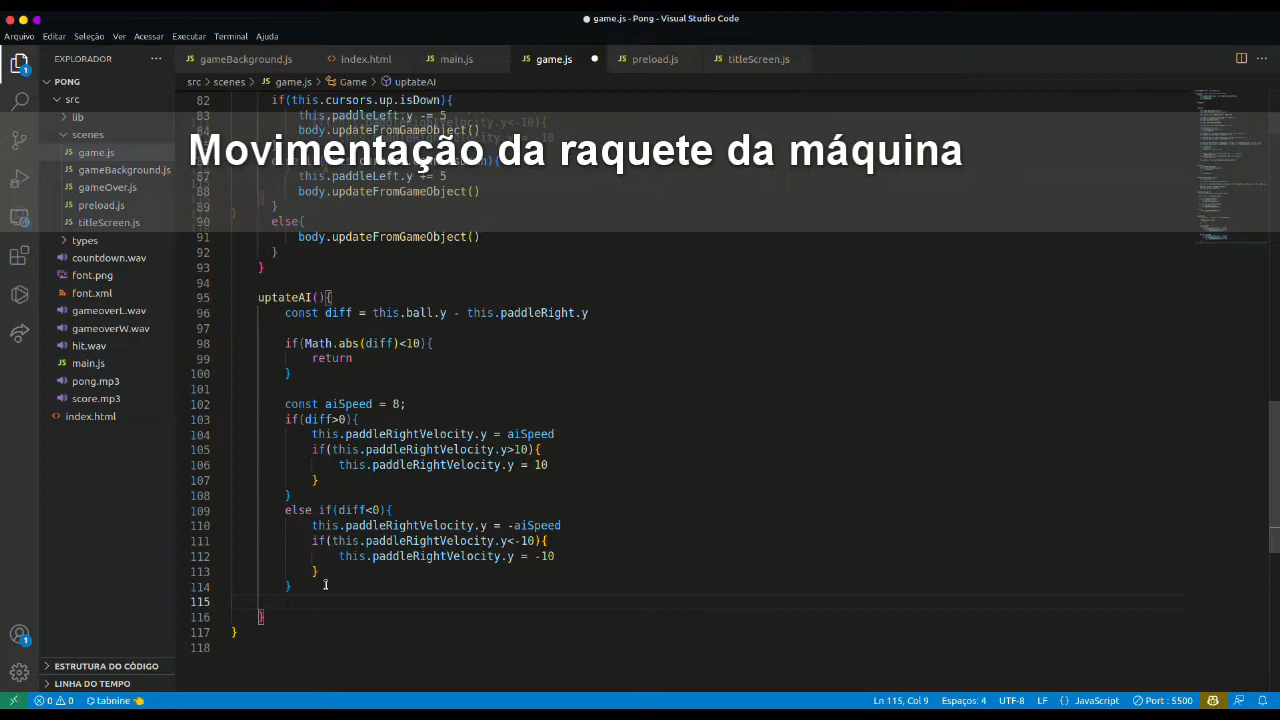 game.js - Pong - Visual Studio Code
Arquivo Editar Seleção Ver Acessar Executar Terminal Ajuda
EXPLORADOR
gameBackground.js index.html main.js game.js preload.js titleScreen.js
PONG
src
lib
scenes
game.js
gameBackground.js
gameOver.js
preload.js
titleScreen.js
types
countdown.wav
font.png
font.xml
gameoverL.wav
gameoverW.wav
hit.wav
main.js
pong.mp3
score.mp3
index.html
ESTRUTURA DO CÓDIGO
LINHA DO TEMPO
src > scenes > game.js > Game > uptateAI
Movimentação da raquete da máquina
82 if(this.cursors.up.isDown){
83 this.paddleLeft.y -= 5
84 body.updateFromGameObject()
87 this.paddleLeft.y += 5
88 body.updateFromGameObject()
89 }
90 else{
91 body.updateFromGameObject()
92 }
93 }
94
95 uptateAI(){
96 const diff = this.ball.y - this.paddleRight.y
97
98 if(Math.abs(diff)<10){
99 return
100 }
101
102 const aiSpeed = 8;
103 if(diff>0){
104 this.paddleRightVelocity.y = aiSpeed
105 if(this.paddleRightVelocity.y>10){
106 this.paddleRightVelocity.y = 10
107 }
108 }
109 else if(diff<0){
110 this.paddleRightVelocity.y = -aiSpeed
111 if(this.paddleRightVelocity.y<-10){
112 this.paddleRightVelocity.y = -10
113 }
114 }
115
116 }
117 }
118
0 0 tabnine Ln 115, Col 9 Espaços: 4 UTF-8 LF {} JavaScript Port : 5500